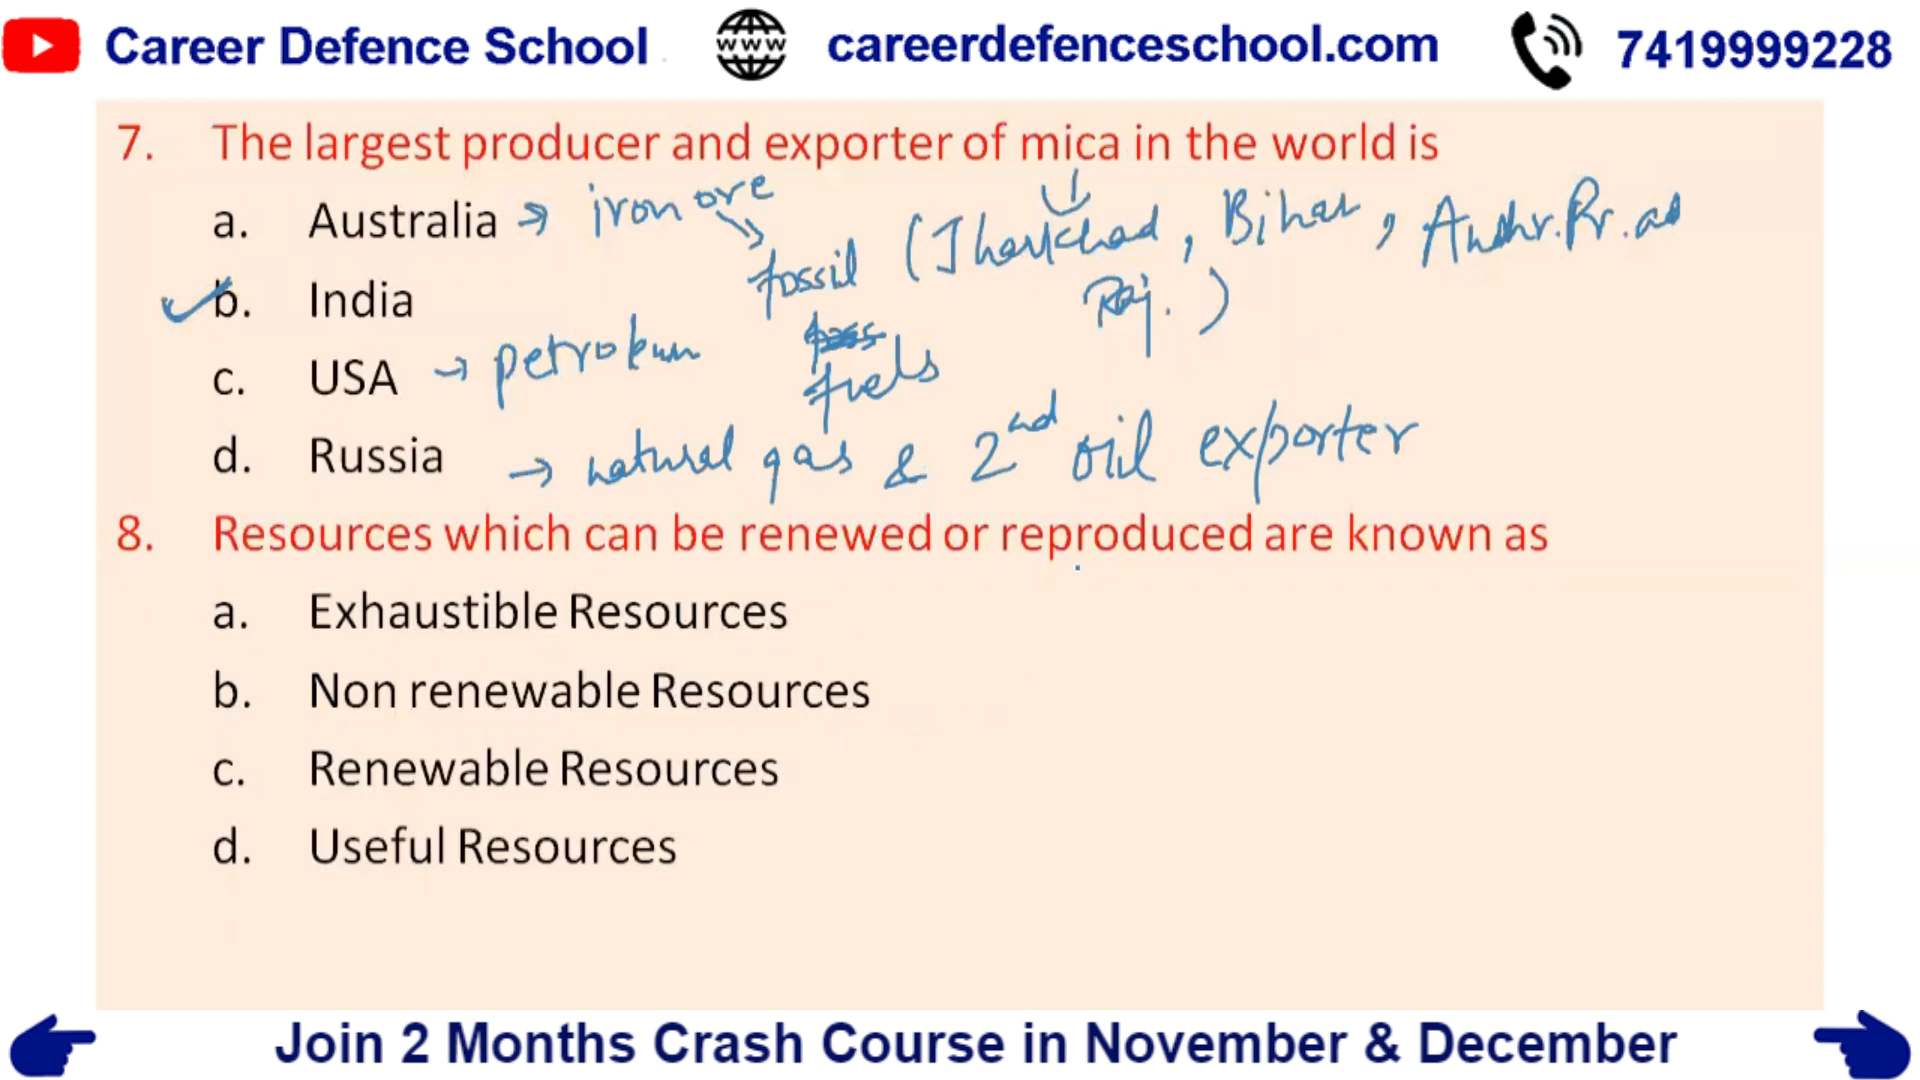 Career Defence School www careerdefenceschool.com 7419999228
7. The largest producer and exporter of mica in the world is
a. Australia → iron ore (Jharkhad, Bihar, Andhr. Pr. ad
fossil Raj.)
b. India
fuels
c. USA → petroleum
d. Russia → natural gas & 2nd oil exporter
8. Resources which can be renewed or reproduced are known as
a. Exhaustible Resources
b. Non renewable Resources
c. Renewable Resources
d. Useful Resources
Join 2 Months Crash Course in November & December